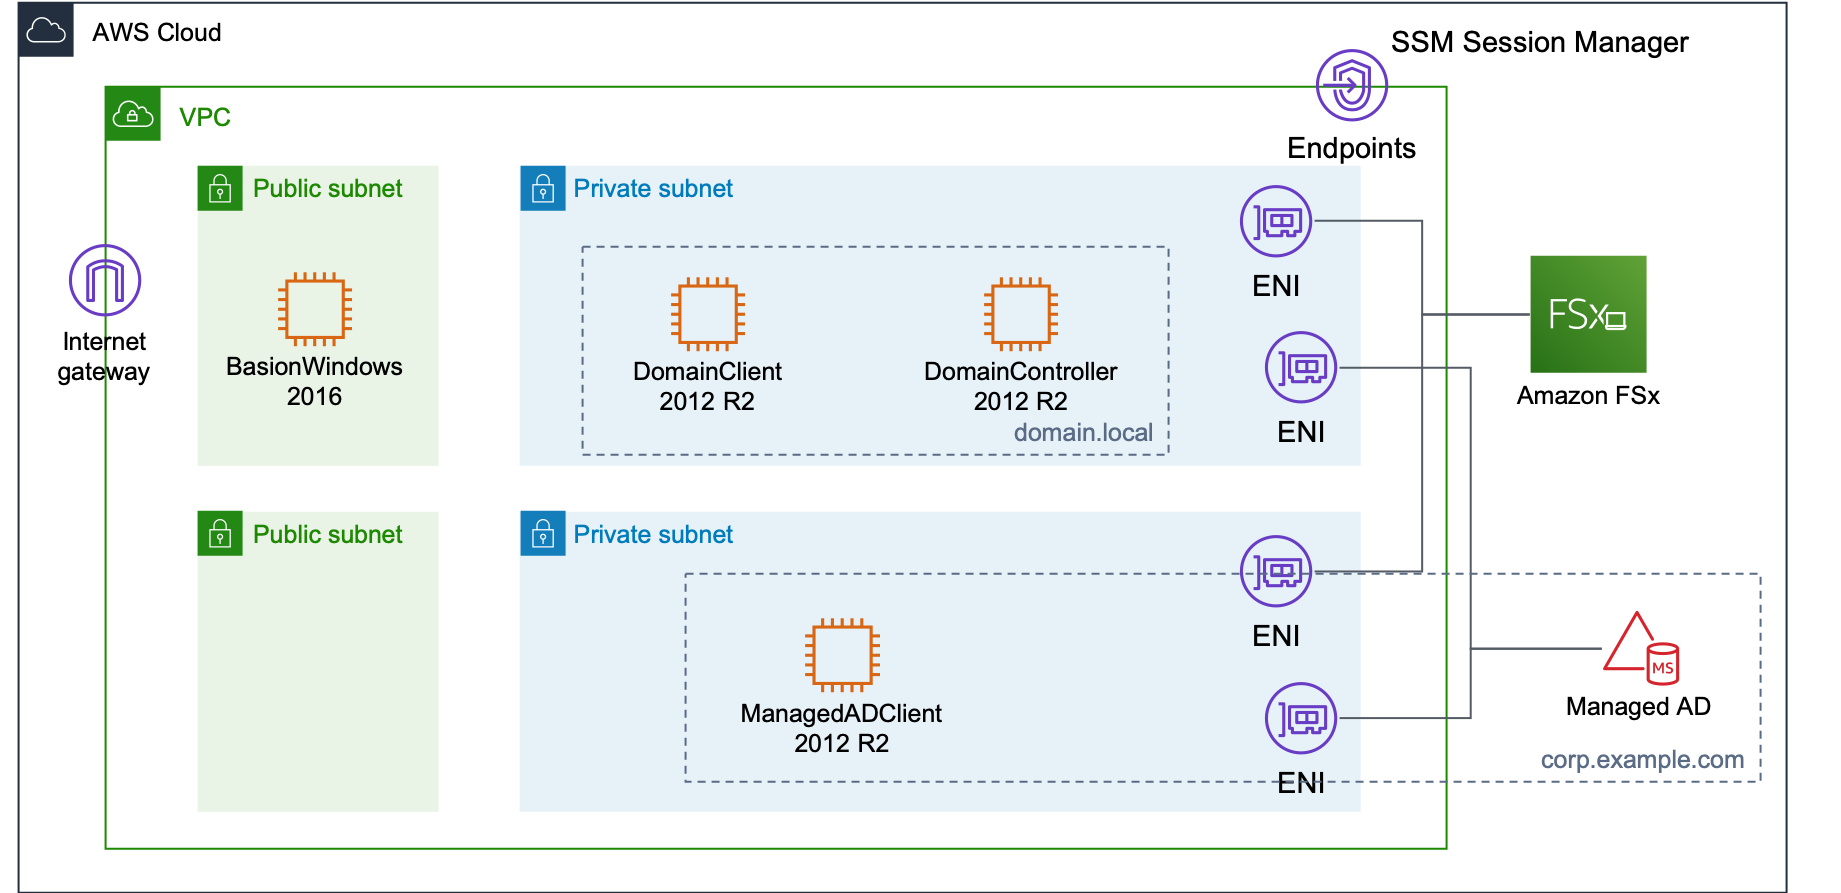 AWS Cloud
SSM Session Manager
VPC
Endpoints
Public subnet
Private subnet
Internet
gateway
BasionWindows
2016
DomainClient
2012 R2
DomainController
2012 R2
domain.local
ENI
ENI
FSx
Amazon FSx
Public subnet
Private subnet
ManagedADClient
2012 R2
ENI
ENI
MS
Managed AD
corp.example.com